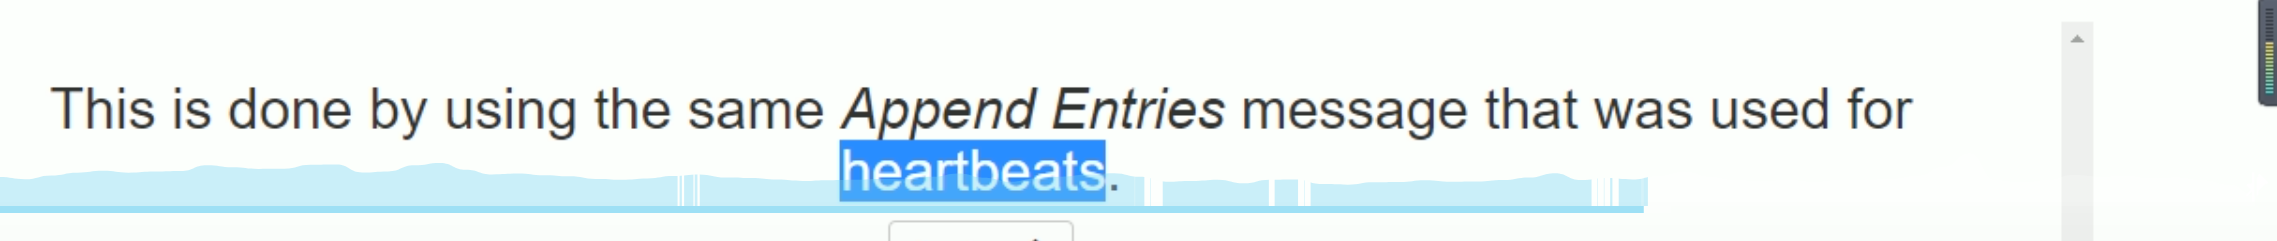 This is done by using the same Append Entries message that was used for
heartbeats.